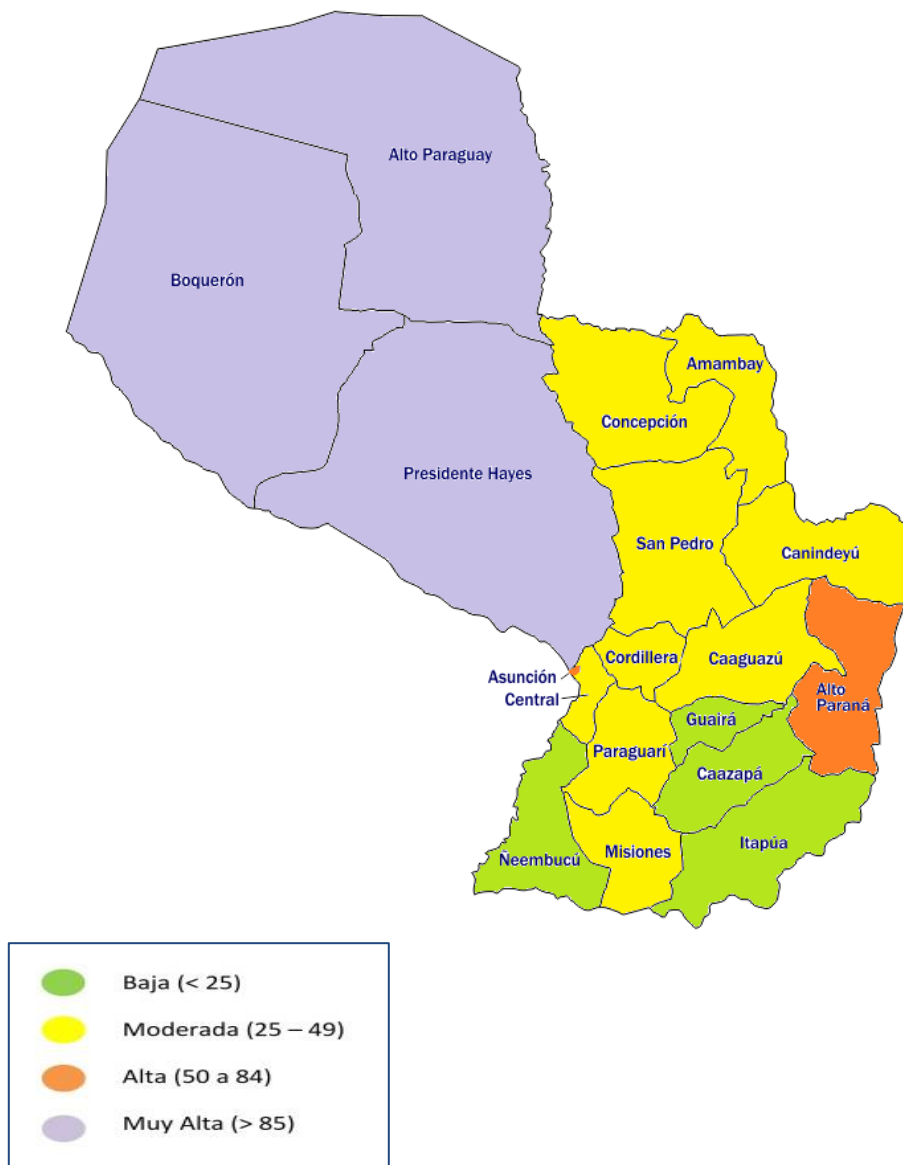 Alto Paraguay
Boquerón
Amambay
Concepción
Presidente Hayes
San Pedro
Canindeyú
Cordillera
Caaguazú
Asunción
Central
Alto
Paraná
Guairá
Paraguarí
Caazapá
Itapúa
Misiones
Ñeembucú
Baja (< 25)
Moderada (25 – 49)
Alta (50 a 84)
Muy Alta (> 85)